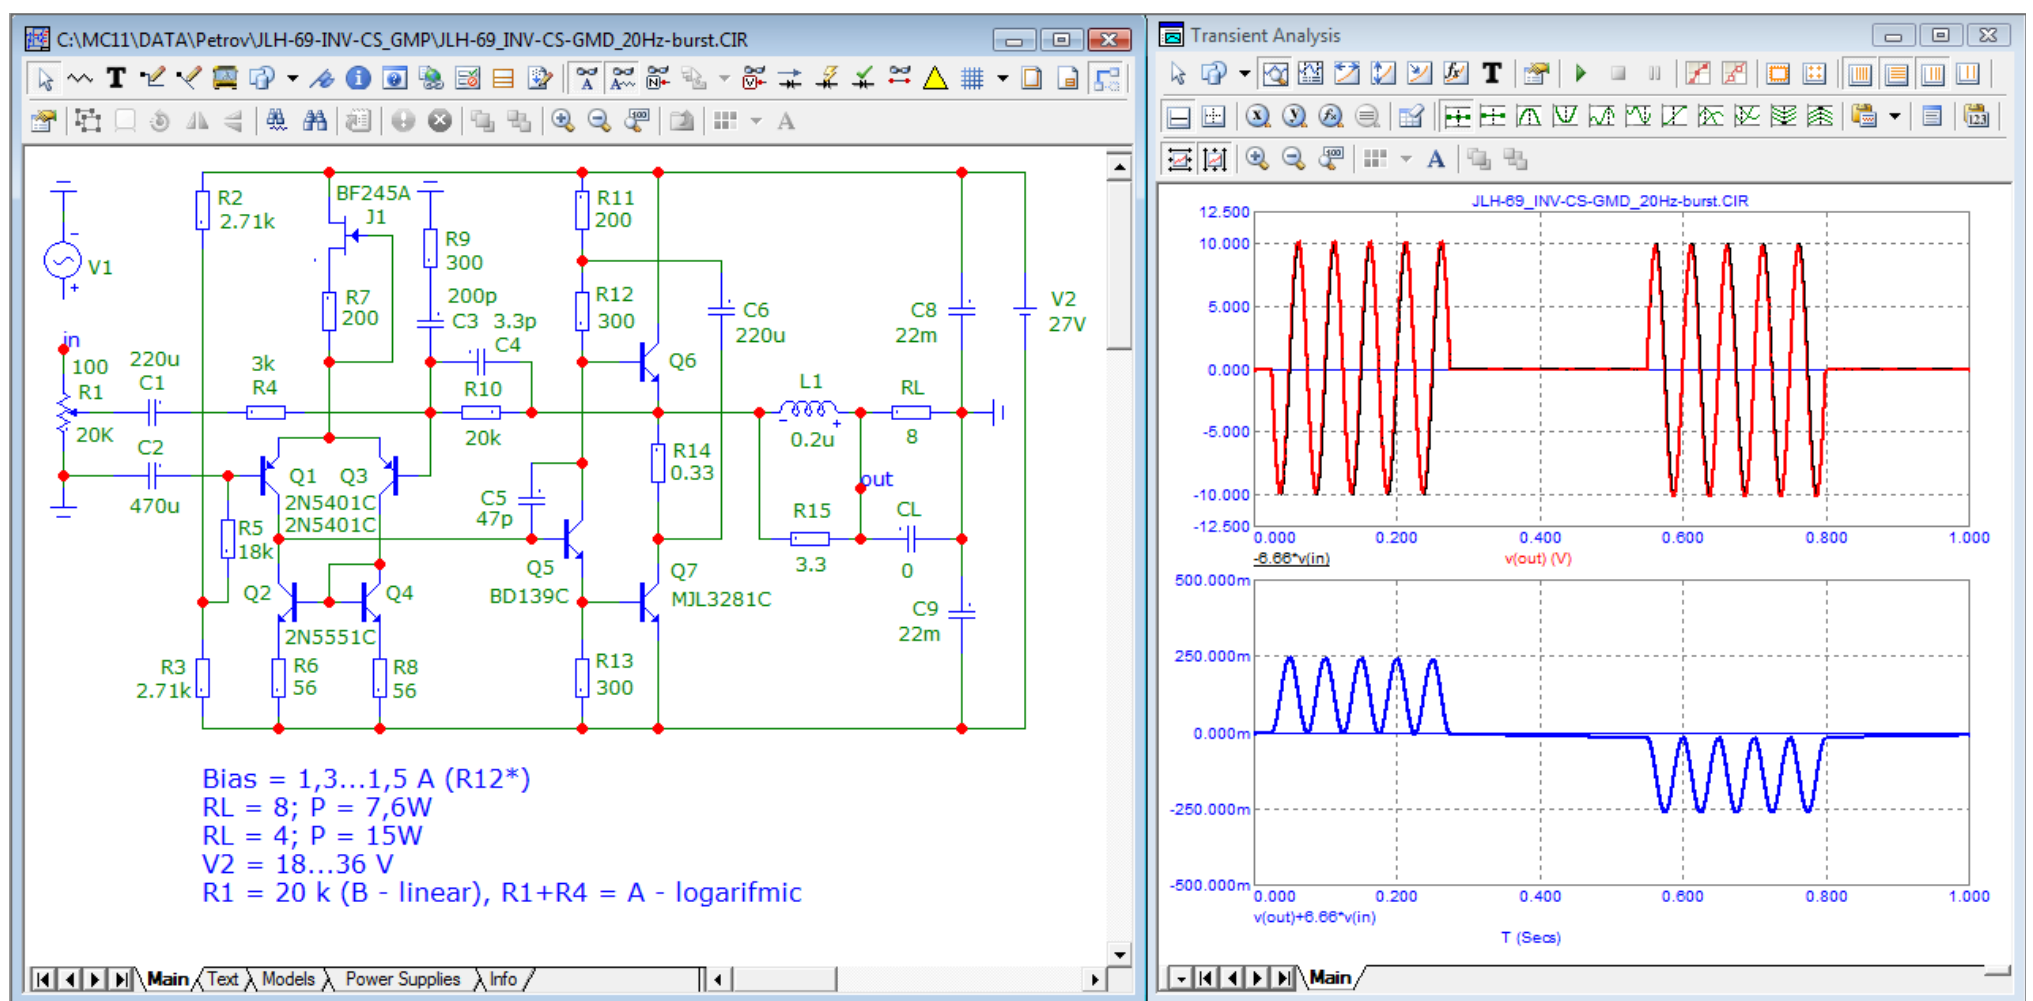 C:\MC11\DATA\Petrov\JLH-69-INV-CS_GMP\JLH-69_INV-CS-GMD_20Hz-burst.CIR
R2
2.71k
BF245A
J1
R11
200
R9
300
V1
R7
200
200p
C3
3.3p
C4
R12
300
C6
220u
C8
22m
V2
27V
in
100
R1
20K
220u
C1
3k
R4
R10
20k
Q6
L1
0.2u
RL
8
C2
470u
Q1
Q3
2N5401C
2N5401C
R14
0.33
out
R5
18k
C5
47p
R15
3.3
CL
0
Q2
Q4
2N5551C
Q5
BD139C
Q7
MJL3281C
C9
22m
R3
2.71k
R6
56
R8
56
R13
300
Bias = 1,3...1,5 A (R12*)
RL = 8; P = 7,6W
RL = 4; P = 15W
V2 = 18...36 V
R1 = 20 k (B - linear), R1+R4 = A - logarifmic
Main Text Models Power Supplies Info
Transient Analysis
JLH-69_INV-CS-GMD_20Hz-burst.CIR
12.500
10.000
5.000
0.000
-5.000
-10.000
-12.500
0.000 0.200 0.400 0.600 0.800 1.000
-6.66*v(in) v(out) (V)
500.000m
250.000m
0.000m
-250.000m
-500.000m
0.000 0.200 0.400 0.600 0.800 1.000
v(out)+6.66*v(in)
T (Secs)
Main